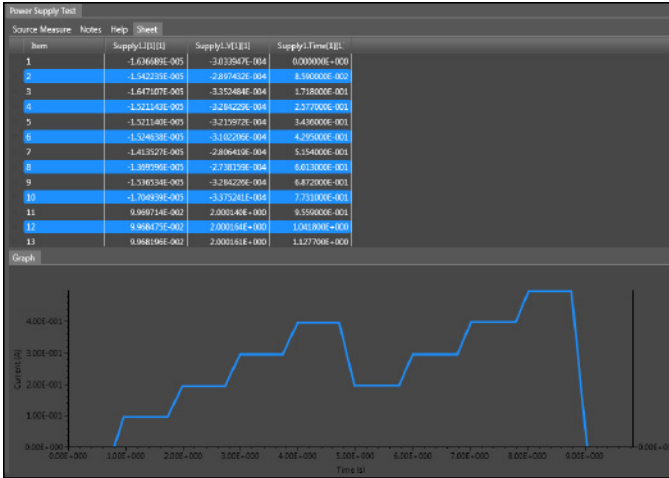 Power Supply Test
Source Measure Notes Help Sheet
Item Supply1.I[1][1] Supply1.V[1][1] Supply1.Time[1][1]
1 -1.636689E-005 -3.033947E-004 0.000000E+000
2 -1.542235E-005 -2.897432E-004 8.590000E-002
3 -1.647107E-005 -3.352484E-004 1.718000E-001
4 -1.521143E-005 -3.284229E-004 2.577000E-001
5 -1.521140E-005 -3.215972E-004 3.436000E-001
6 -1.524638E-005 -3.102206E-004 4.295000E-001
7 -1.413527E-005 -2.806419E-004 5.154000E-001
8 -1.369596E-005 -2.738159E-004 6.013000E-001
9 -1.536534E-005 -3.284226E-004 6.872000E-001
10 -1.704939E-005 -3.375241E-004 7.731000E-001
11 9.969714E-002 2.000140E+000 9.559000E-001
12 9.968475E-002 2.000164E+000 1.041800E+000
13 9.968196E-002 2.000161E+000 1.127700E+000
Graph
4.00E-001
3.00E-001
2.00E-001
1.00E-001
0.00E+000
Current (A)
0.00E+000 1.00E+000 2.00E+000 3.00E+000 4.00E+000 5.00E+000 6.00E+000 7.00E+000 8.00E+000 9.00E+000
Time (s)